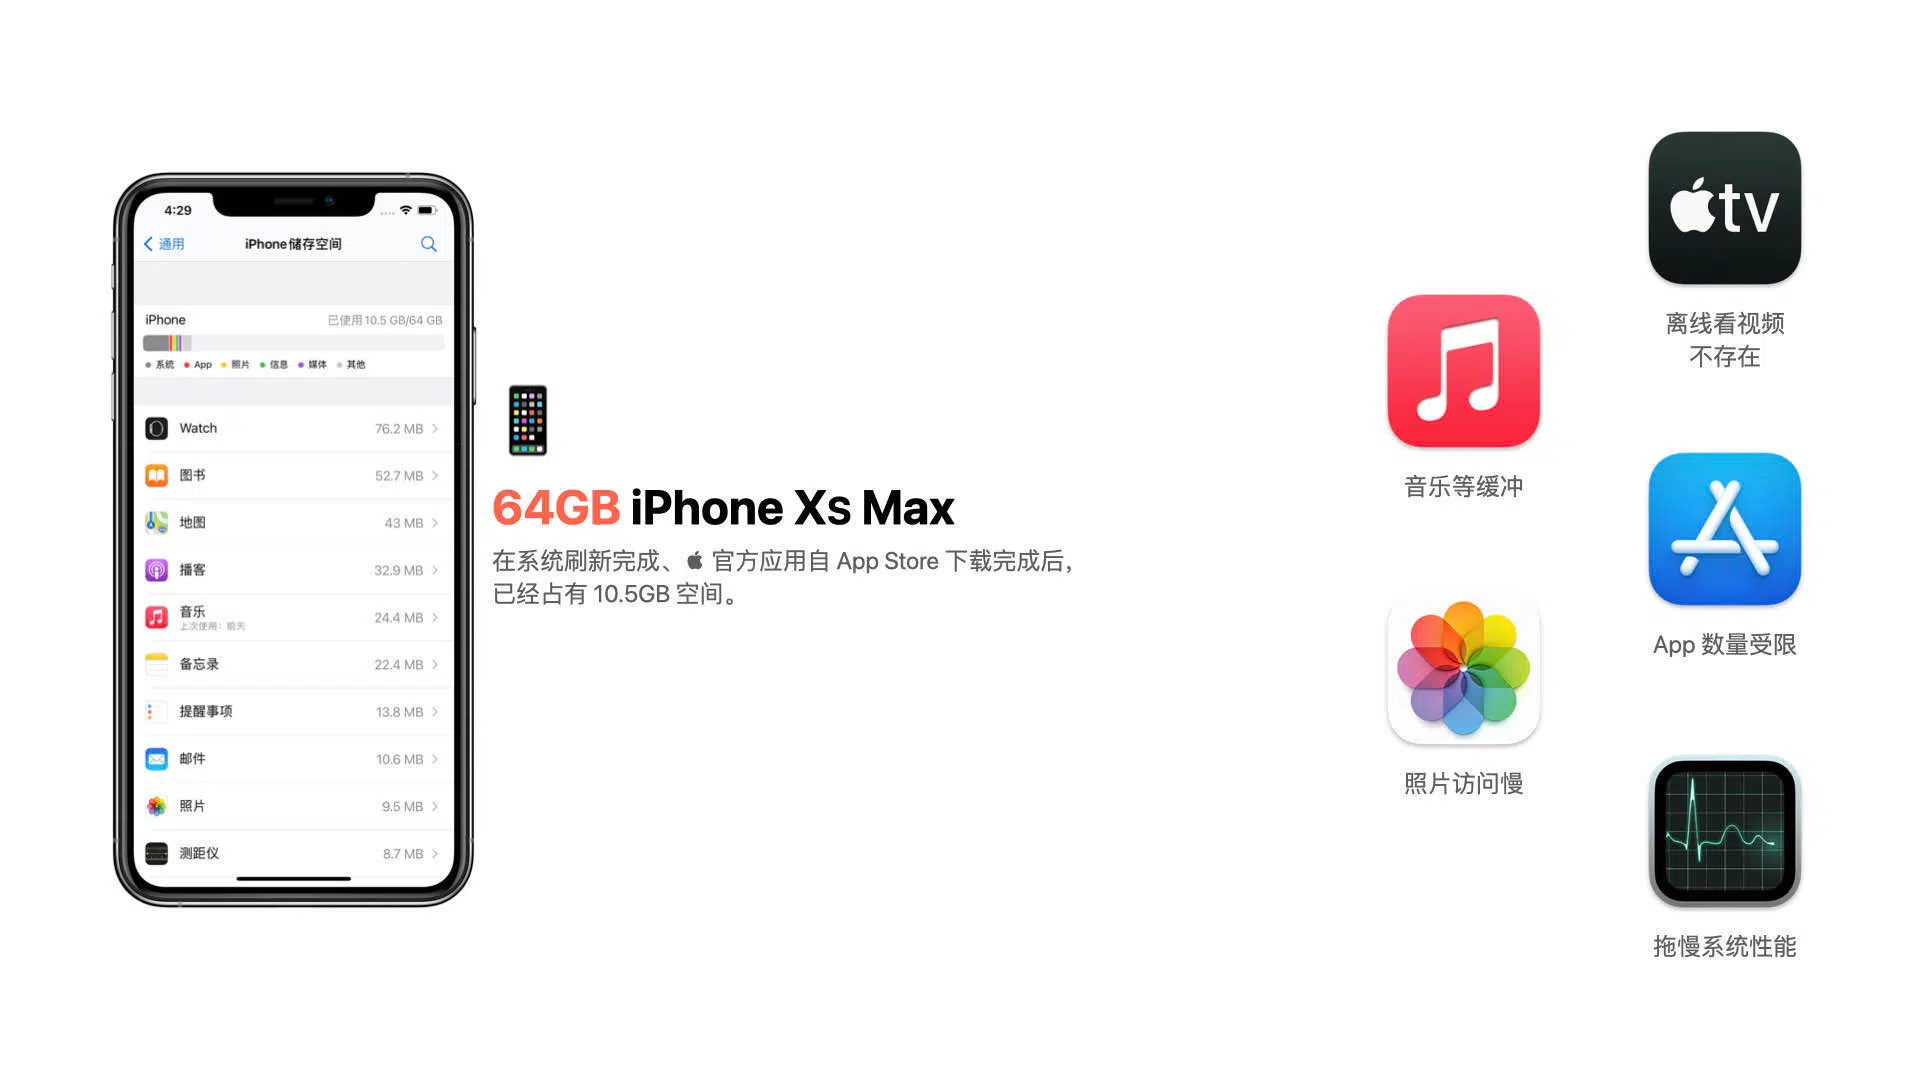 4:29
通用
iPhone储存空间
iPhone
已使用 10.5 GB/64 GB
系统 App 照片 信息 媒体 其他
Watch 76.2 MB
图书 52.7 MB
地图 43 MB
播客 32.9 MB
音乐 24.4 MB
上次使用：前天
备忘录 22.4 MB
提醒事项 13.8 MB
邮件 10.6 MB
照片 9.5 MB
测距仪 8.7 MB
64GB iPhone Xs Max
在系统刷新完成、 官方应用自 App Store 下载完成后，
已经占有 10.5GB 空间。
音乐等缓冲
照片访问慢
tv
离线看视频
不存在
App 数量受限
拖慢系统性能